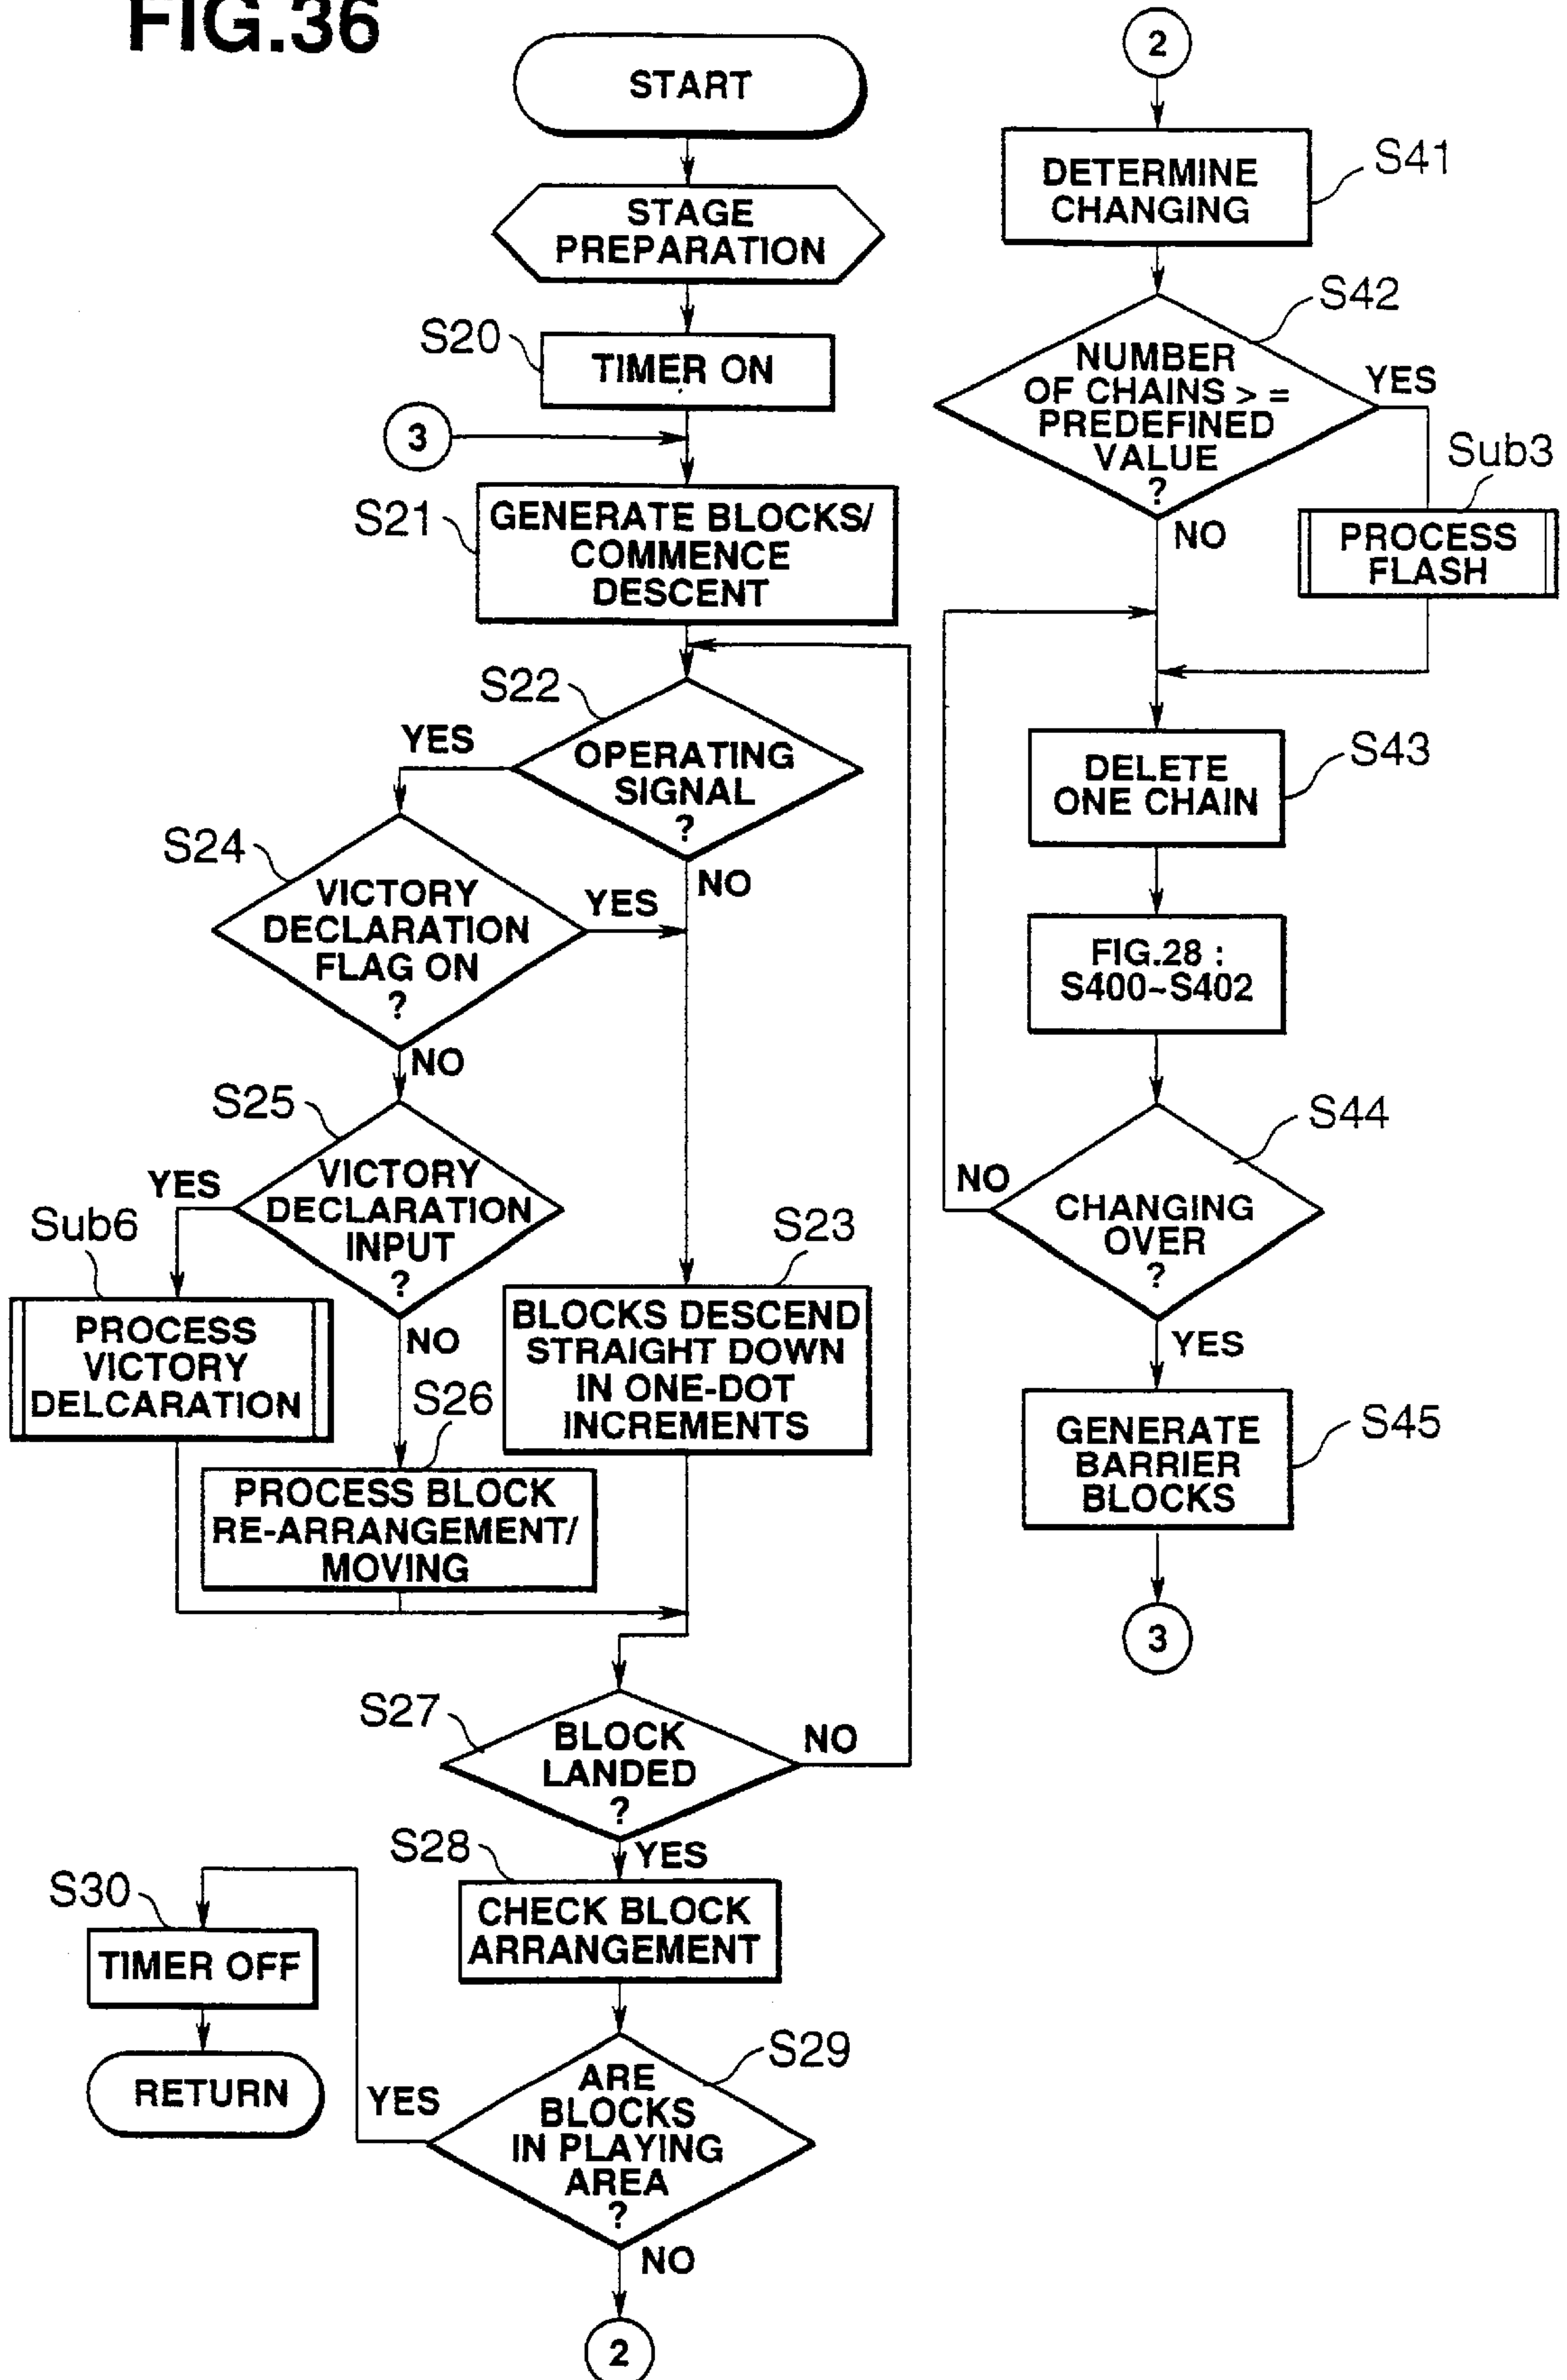 FIG.36
START
STAGE
PREPARATION
S20
TIMER ON
3
S21
GENERATE BLOCKS/
COMMENCE
DESCENT
S22
YES
OPERATING
SIGNAL
?
NO
S24
VICTORY
DECLARATION
FLAG ON
?
YES
NO
S25
YES
VICTORY
DECLARATION
INPUT
?
NO
Sub6
PROCESS
VICTORY
DELCARATION
S23
BLOCKS DESCEND
STRAIGHT DOWN
IN ONE-DOT
INCREMENTS
S26
PROCESS BLOCK
RE-ARRANGEMENT/
MOVING
S27
BLOCK
LANDED
?
NO
YES
S28
CHECK BLOCK
ARRANGEMENT
S30
TIMER OFF
RETURN
S29
YES
ARE
BLOCKS
IN PLAYING
AREA
?
NO
2
2
DETERMINE
CHANGING
S41
S42
NUMBER
OF CHAINS > =
PREDEFINED
VALUE
?
YES
NO
Sub3
PROCESS
FLASH
DELETE
ONE CHAIN
S43
FIG.28 :
S400~S402
S44
NO
CHANGING
OVER
?
YES
GENERATE
BARRIER
BLOCKS
S45
3